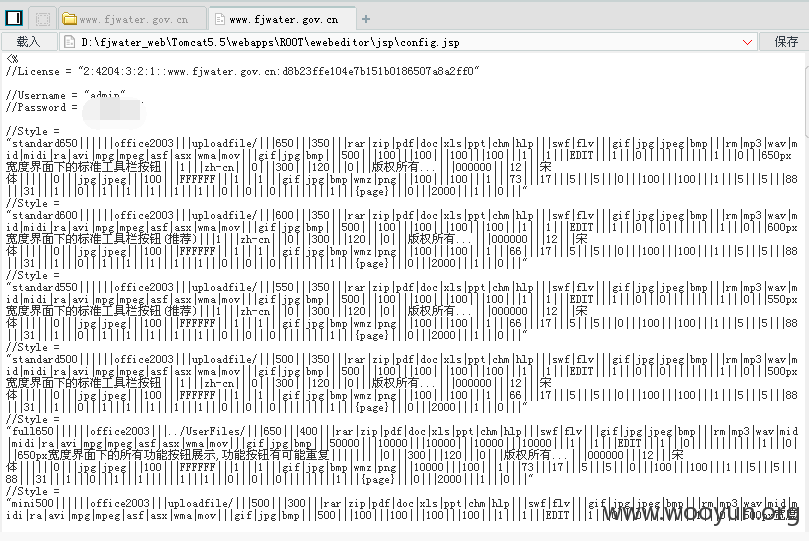 www.fjwater.gov.cn www.fjwater.gov.cn +
载入 D:\fjwater_web\Tomcat5.5\webapps\ROOT\ewebeditor\jsp\config.jsp 保存
<%
//License = "2:4204:3:2:1::www.fjwater.gov.cn:d8b23ffe104e7b151b0186507a8a2ff0"
//Username = "admin"
//Password =
//Style =
"standard650||||||office2003|||uploadfile/|||650|||350|||rar|zip|pdf|doc|xls|ppt|chm|hlp|||swf|flv|||gif|jpg|jpeg|bmp|||rm|mp3|wav|m
id|midi|ra|avi|mpg|mpeg|asf|asx|wma|mov|||gif|jpg|bmp|||500|||100|||100|||100|||100|||1|||1|||EDIT|||1|||0|||0|||||||||1|||0|||650px
宽度界面下的标准工具栏按钮|||1|||zh-cn|||0|||300|||120|||0|||版权所有...|||000000|||12|||宋
体||||||0|||jpg|jpeg|||100|||FFFFFF|||1|||1|||gif|jpg|bmp|wmz|png|||100|||100|||1|||73|||17|||5|||5|||0|||100|||100|||1|||5|||5|||88
|||31|||1|||0|||1|||1|||1|||1|||1|||0|||0|||||||||1|||{page}|||0|||2000|||1|||0|||"
//Style =
"standard600||||||office2003|||uploadfile/|||600|||350|||rar|zip|pdf|doc|xls|ppt|chm|hlp|||swf|flv|||gif|jpg|jpeg|bmp|||rm|mp3|wav|m
id|midi|ra|avi|mpg|mpeg|asf|asx|wma|mov|||gif|jpg|bmp|||500|||100|||100|||100|||100|||1|||1|||EDIT|||1|||0|||0|||||||||1|||0|||600px
宽度界面下的标准工具栏按钮(推荐)|||1|||zh-cn|||0|||300|||120|||0|||版权所有...|||000000|||12|||宋
体||||||0|||jpg|jpeg|||100|||FFFFFF|||1|||1|||gif|jpg|bmp|wmz|png|||100|||100|||1|||66|||17|||5|||5|||0|||100|||100|||1|||5|||5|||88
|||31|||1|||0|||1|||1|||1|||1|||1|||0|||0|||||||||1|||{page}|||0|||2000|||1|||0|||"
//Style =
"standard550||||||office2003|||uploadfile/|||550|||350|||rar|zip|pdf|doc|xls|ppt|chm|hlp|||swf|flv|||gif|jpg|jpeg|bmp|||rm|mp3|wav|m
id|midi|ra|avi|mpg|mpeg|asf|asx|wma|mov|||gif|jpg|bmp|||500|||100|||100|||100|||100|||1|||1|||EDIT|||1|||0|||0|||||||||1|||0|||550px
宽度界面下的标准工具栏按钮(推荐)|||1|||zh-cn|||0|||300|||120|||0|||版权所有...|||000000|||12|||宋
体||||||0|||jpg|jpeg|||100|||FFFFFF|||1|||1|||gif|jpg|bmp|wmz|png|||100|||100|||1|||66|||17|||5|||5|||0|||100|||100|||1|||5|||5|||88
|||31|||1|||0|||1|||1|||1|||1|||1|||0|||0|||||||||1|||{page}|||0|||2000|||1|||0|||"
//Style =
"standard500||||||office2003|||uploadfile/|||500|||350|||rar|zip|pdf|doc|xls|ppt|chm|hlp|||swf|flv|||gif|jpg|jpeg|bmp|||rm|mp3|wav|m
id|midi|ra|avi|mpg|mpeg|asf|asx|wma|mov|||gif|jpg|bmp|||500|||100|||100|||100|||100|||1|||1|||EDIT|||1|||0|||0|||||||||1|||0|||500px
宽度界面下的标准工具栏按钮|||1|||zh-cn|||0|||300|||120|||0|||版权所有...|||000000|||12|||宋
体||||||0|||jpg|jpeg|||100|||FFFFFF|||1|||1|||gif|jpg|bmp|wmz|png|||100|||100|||1|||66|||17|||5|||5|||0|||100|||100|||1|||5|||5|||88
|||31|||1|||0|||1|||1|||1|||1|||1|||0|||0|||||||||1|||{page}|||0|||2000|||1|||0|||"
//Style =
"full650||||||office2003|||../UserFiles/|||650|||400|||rar|zip|pdf|doc|xls|ppt|chm|hlp|||swf|flv|||gif|jpg|jpeg|bmp|||rm|mp3|wav|mid
|midi|ra|avi|mpg|mpeg|asf|asx|wma|mov|||gif|jpg|bmp|||50000|||10000|||10000|||10000|||10000|||1|||1|||EDIT|||1|||0|||||||||||||1|||0|
||650px宽度界面下的所有功能按钮展示,功能按钮有可能重复|||||||||0|||300|||120|||0|||版权所有...|||000000|||12|||宋
体||||||0|||jpg|jpeg|||100|||FFFFFF|||1|||1|||gif|jpg|bmp|wmz|png|||10000|||100|||1|||73|||17|||5|||5|||0|||100|||100|||1|||5|||5|||
88|||31|||1|||0|||1|||1|||1|||1|||1|||0|||0|||||||||1|||{page}|||0|||2000|||1|||0|||"
//Style =
"mini500||||||office2003|||uploadfile/|||500|||300|||rar|zip|pdf|doc|xls|ppt|chm|hlp|||swf|flv|||gif|jpg|jpeg|bmp|||rm|mp3|wav|mid|m
idi|ra|avi|mpg|mpeg|asf|asx|wma|mov|||gif|jpg|bmp|||500|||100|||100|||100|||100|||1|||1|||EDIT|||1
www.wooyun.org